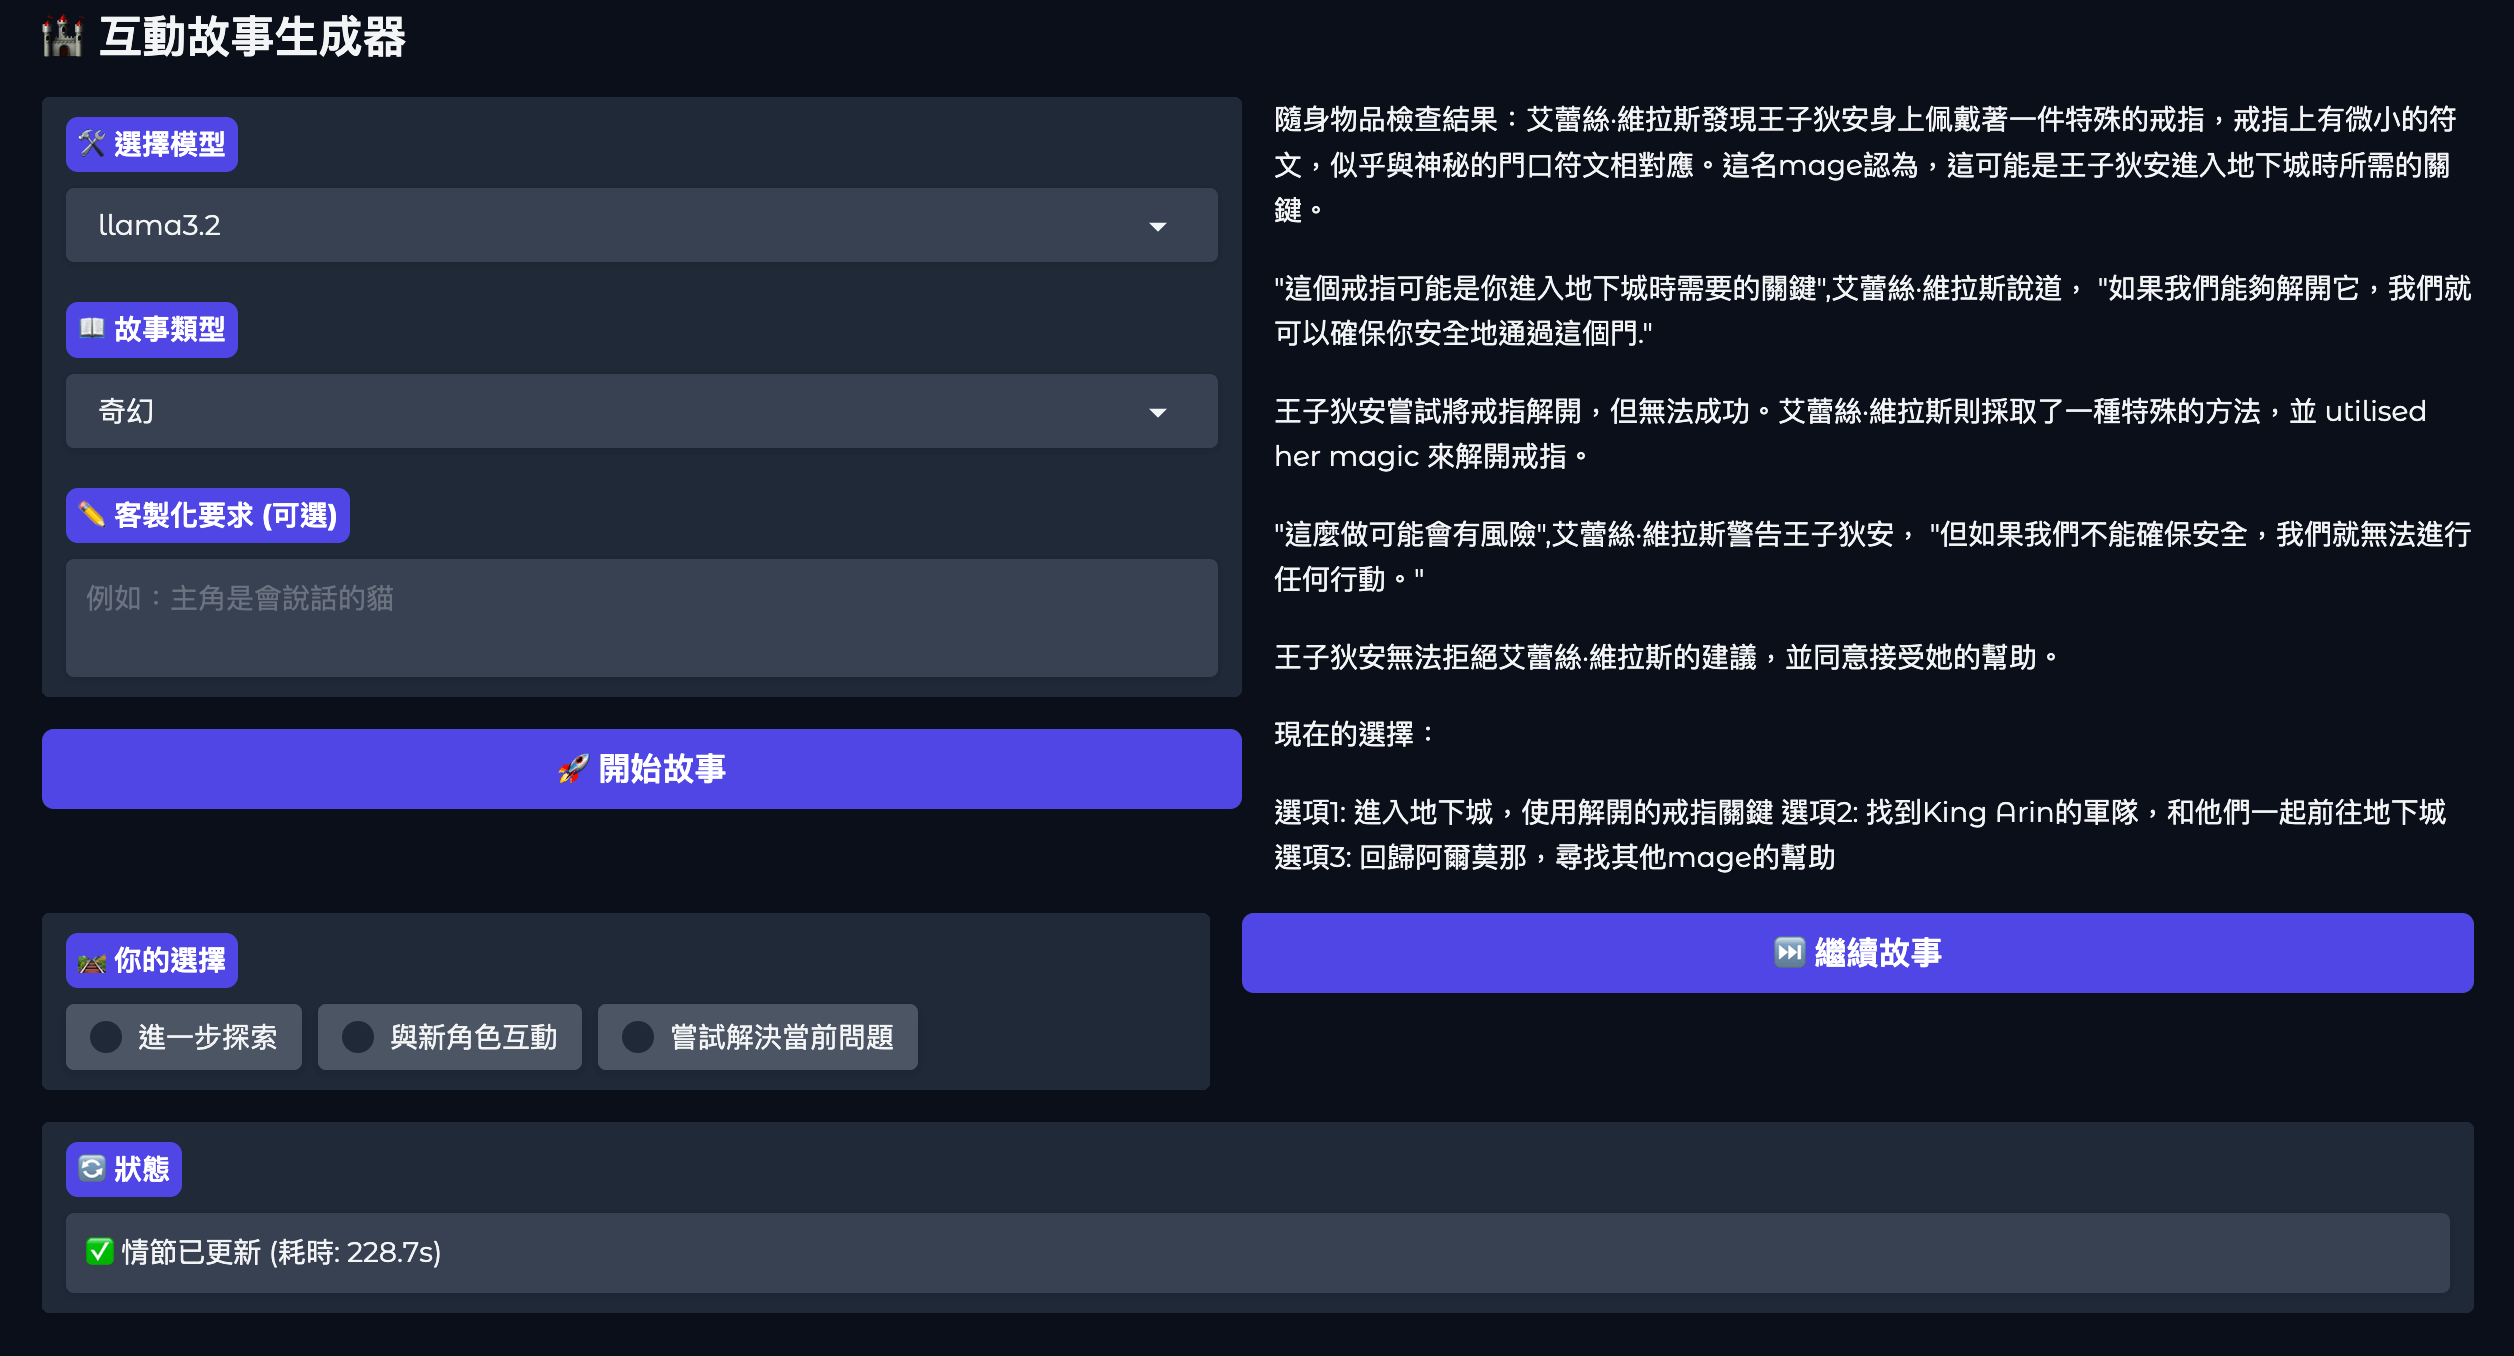 🏰 互動故事生成器
🛠️ 選擇模型
llama3.2
📖 故事類型
奇幻
✏️ 客製化要求 (可選)
例如：主角是會說話的貓
🚀 開始故事
隨身物品檢查結果：艾蕾絲·維拉斯發現王子狄安身上佩戴著一件特殊的戒指，戒指上有微小的符
文，似乎與神秘的門口符文相對應。這名mage認為，這可能是王子狄安進入地下城時所需的關
鍵。
"這個戒指可能是你進入地下城時需要的關鍵",艾蕾絲·維拉斯說道， "如果我們能夠解開它，我們就
可以確保你安全地通過這個門."
王子狄安嘗試將戒指解開，但無法成功。艾蕾絲·維拉斯則採取了一種特殊的方法，並 utilised
her magic 來解開戒指。
"這麼做可能會有風險",艾蕾絲·維拉斯警告王子狄安， "但如果我們不能確保安全，我們就無法進行
任何行動。"
王子狄安無法拒絕艾蕾絲·維拉斯的建議，並同意接受她的幫助。
現在的選擇：
選項1: 進入地下城，使用解開的戒指關鍵 選項2: 找到King Arin的軍隊，和他們一起前往地下城
選項3: 回歸阿爾莫那，尋找其他mage的幫助
🛤️ 你的選擇
進一步探索
與新角色互動
嘗試解決當前問題
⏭️ 繼續故事
🔄 狀態
✅ 情節已更新 (耗時: 228.7s)